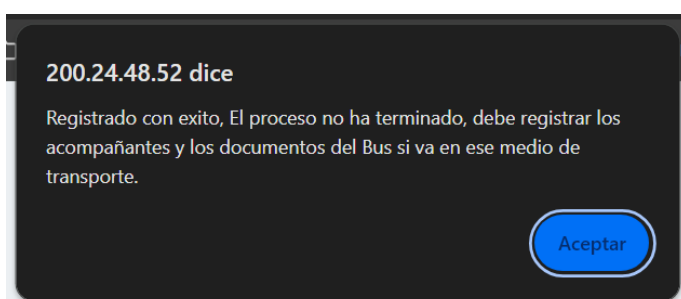 200.24.48.52 dice
Registrado con exito, El proceso no ha terminado, debe registrar los
acompañantes y los documentos del Bus si va en ese medio de
transporte.
Aceptar